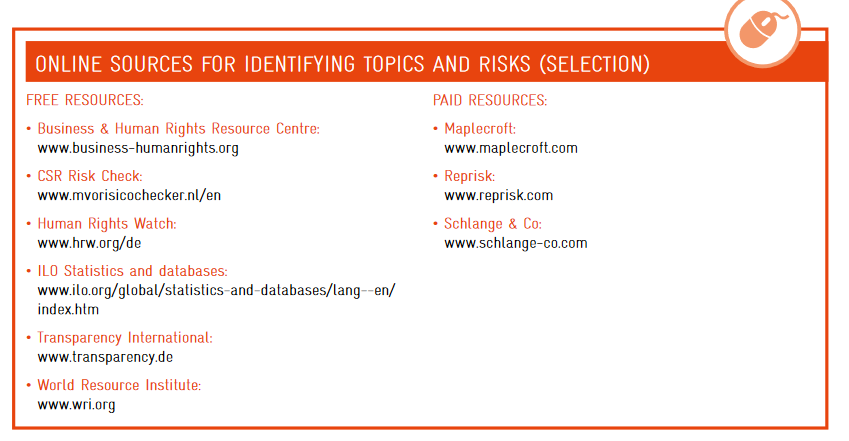 ONLINE SOURCES FOR IDENTIFYING TOPICS AND RISKS (SELECTION)
FREE RESOURCES:
• Business & Human Rights Resource Centre:
www.business-humanrights.org
• CSR Risk Check:
www.mvorisicochecker.nl/en
• Human Rights Watch:
www.hrw.org/de
• ILO Statistics and databases:
www.ilo.org/global/statistics-and-databases/lang--en/
index.htm
• Transparency International:
www.transparency.de
• World Resource Institute:
www.wri.org
PAID RESOURCES:
• Maplecroft:
www.maplecroft.com
• Reprisk:
www.reprisk.com
• Schlange & Co:
www.schlange-co.com